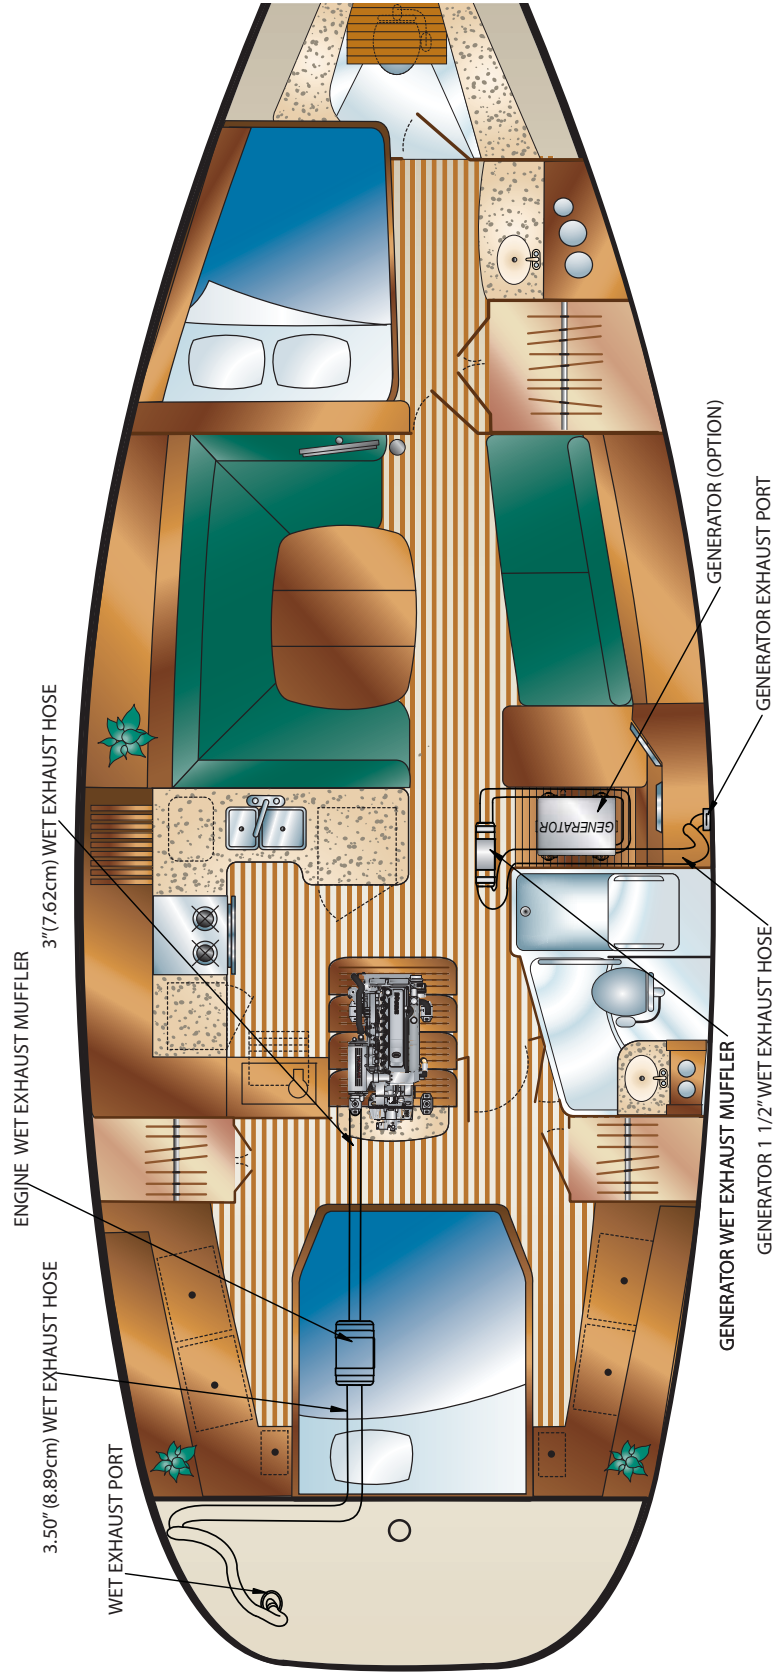 GENERATOR (OPTION)
GENERATOR EXHAUST PORT
3”(7.62cm) WET EXHAUST HOSE
GENERATOR
ENGINE  WET EXHAUST MUFFLER
GENERATOR WET EXHAUST MUFFLER
GENERATOR 1 1/2” WET EXHAUST HOSE
3.50” (8.89cm) WET EXHAUST HOSE
WET EXHAUST PORT